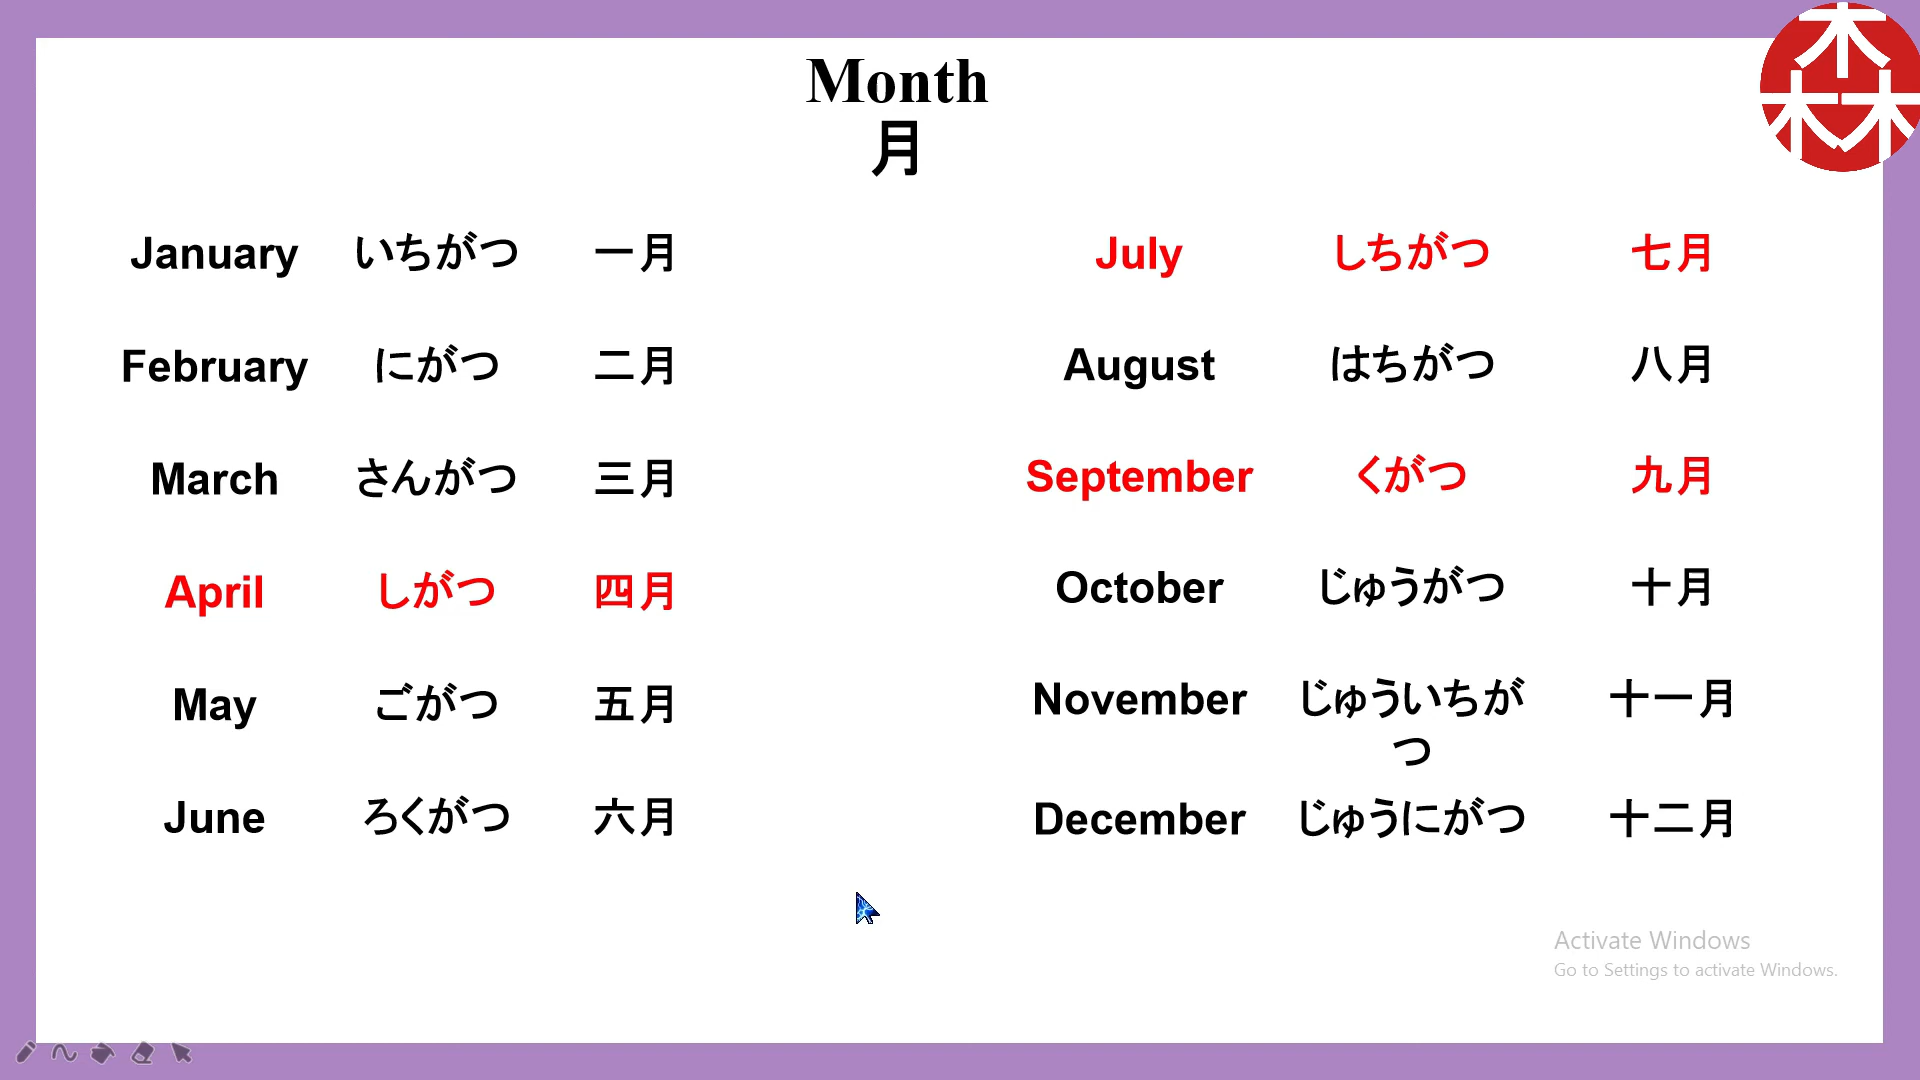 Month
月
January いちがつ 一月
February にがつ 二月
March さんがつ 三月
April しがつ 四月
May ごがつ 五月
June ろくがつ 六月
July しちがつ 七月
August はちがつ 八月
September くがつ 九月
October じゅうがつ 十月
November じゅういちが 十一月
つ
December じゅうにがつ 十二月
森
Activate Windows
Go to Settings to activate Windows.